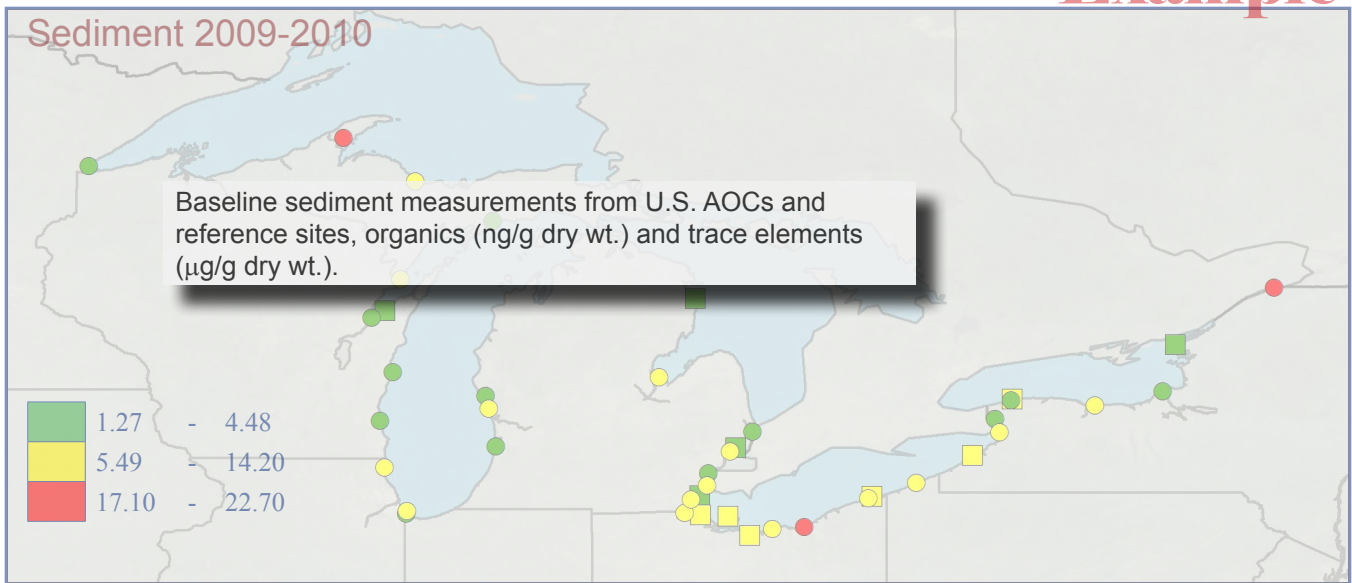 Example
Sediment 2009-2010
Baseline sediment measurements from U.S. AOCs and
reference sites, organics (ng/g dry wt.) and trace elements
(µg/g dry wt.).
1.27 - 4.48
5.49 - 14.20
17.10 - 22.70